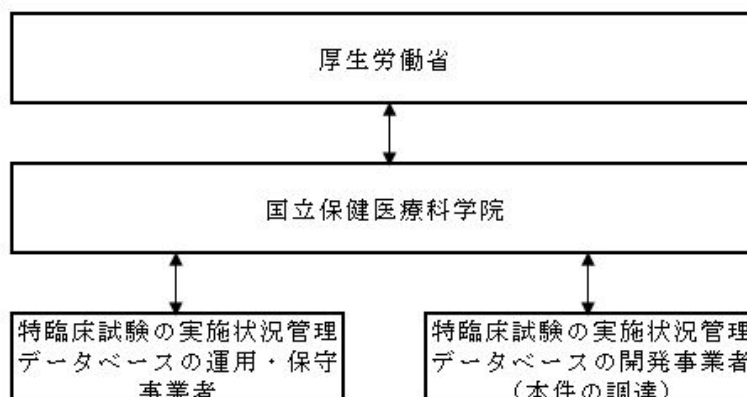 厚生労働省
国立保健医療科学院
特臨床試験の実施状況管理
データベースの運用・保守
事業者
特臨床試験の実施状況管理
データベースの開発事業者
（本件の調達）